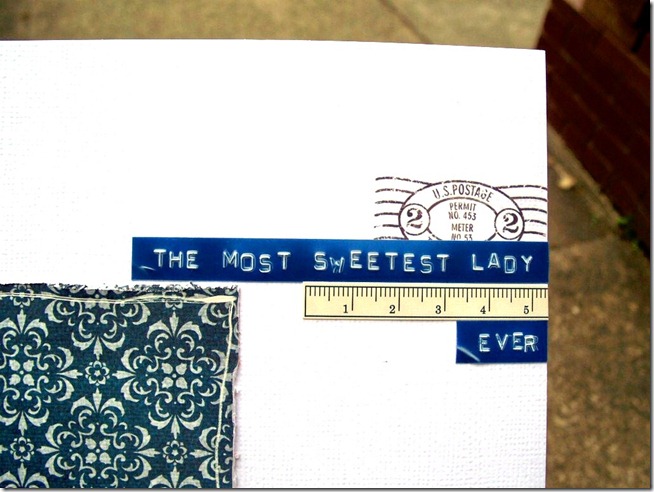 U.S. POSTAGE
PERMIT
NO. 453
2 2
METER
NO. 53
THE MOST SWEETEST LADY
1 2 3 4 5
EVER